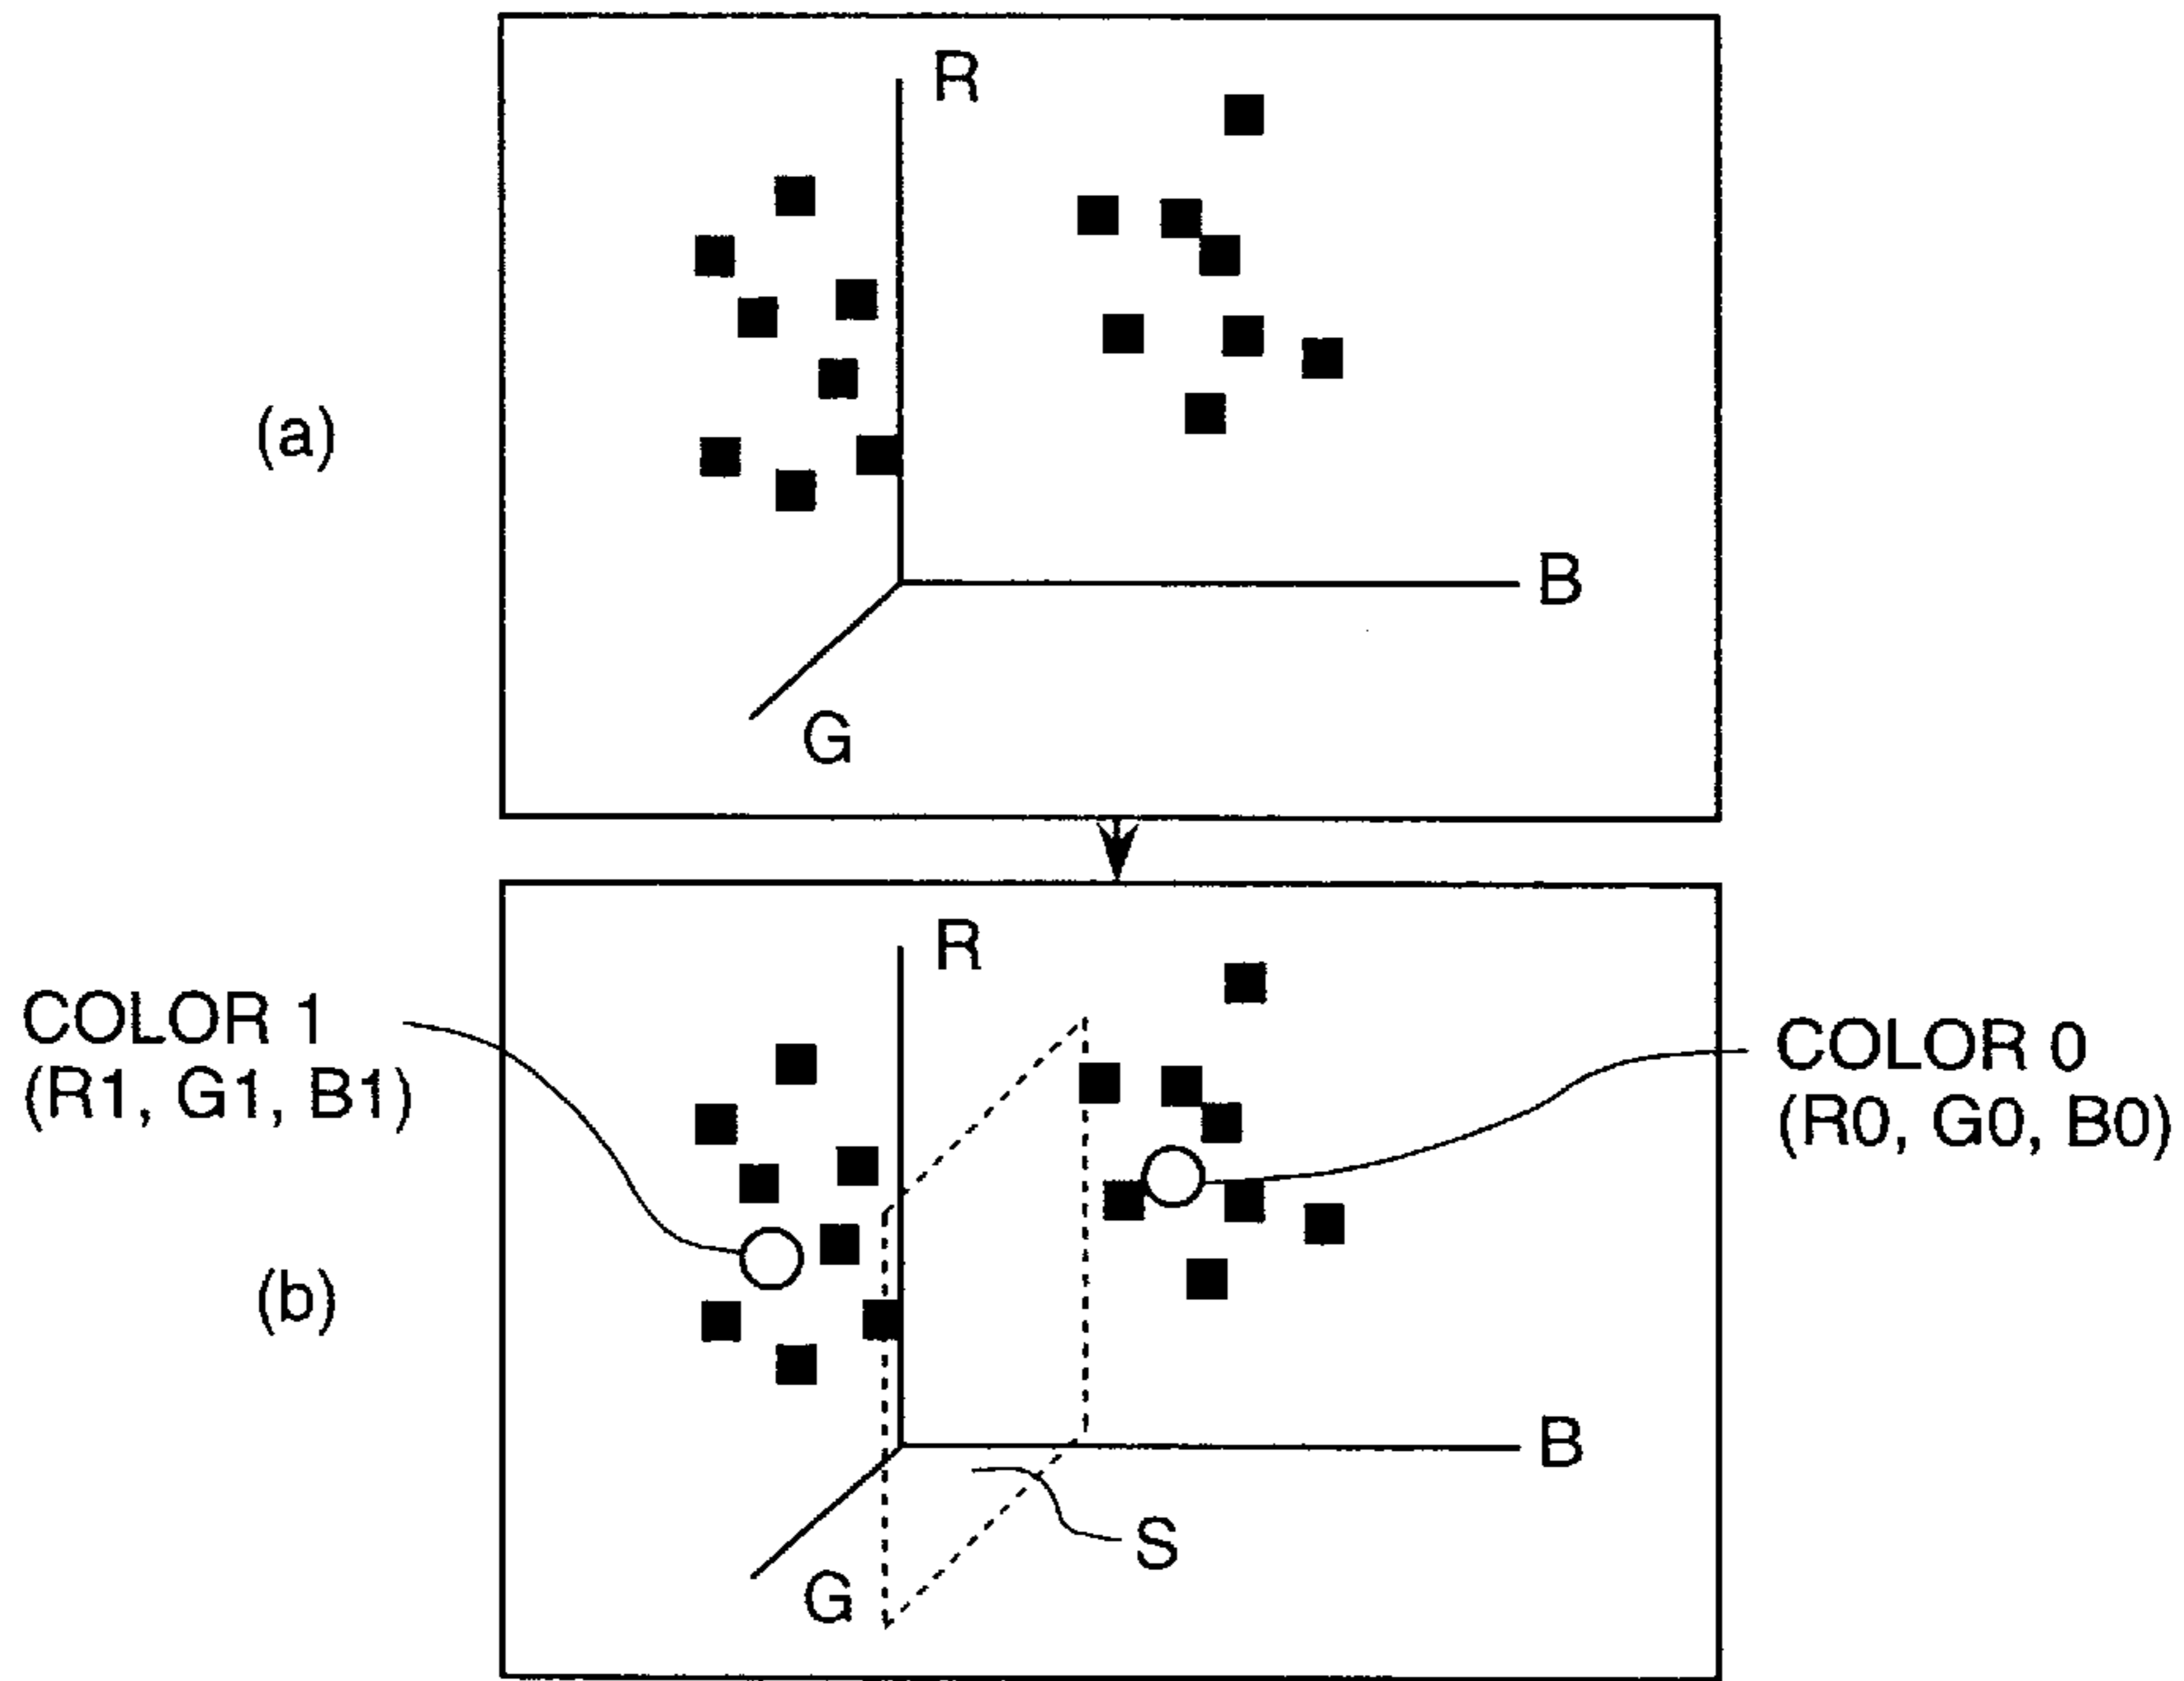 R
(a)
B
G
R
COLOR 1
(R1, G1, B1)
COLOR 0
(R0, G0, B0)
(b)
B
S
G